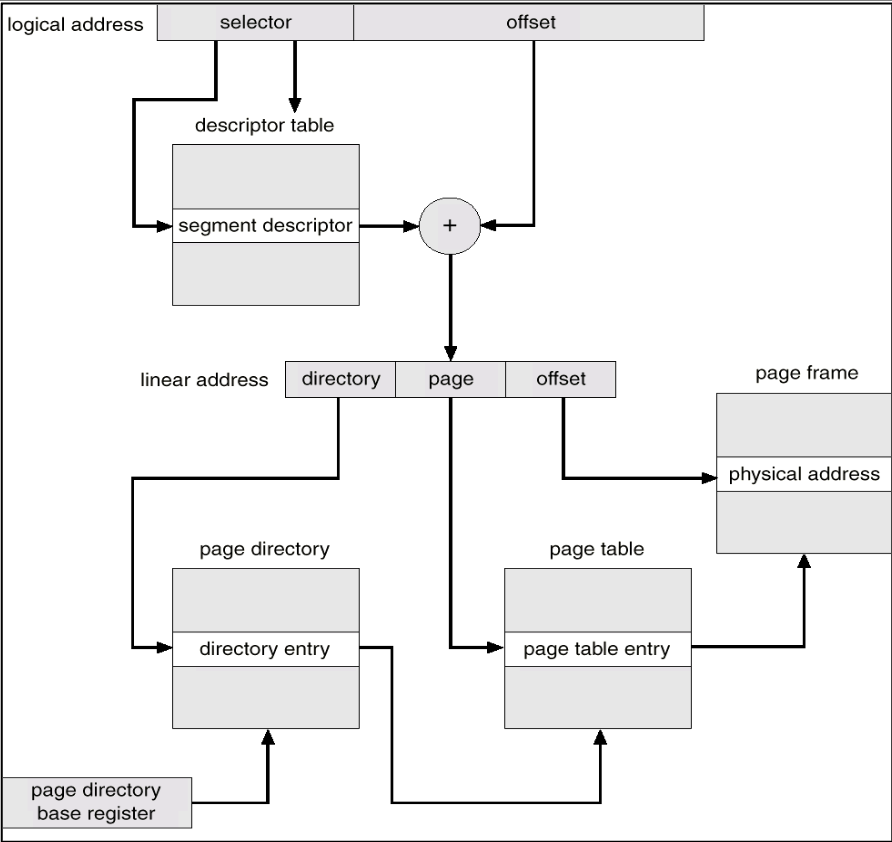 logical address
selector
offset
descriptor table
segment descriptor
+
linear address
directory
page
offset
page frame
physical address
page directory
page table
directory entry
page table entry
page directory
base register